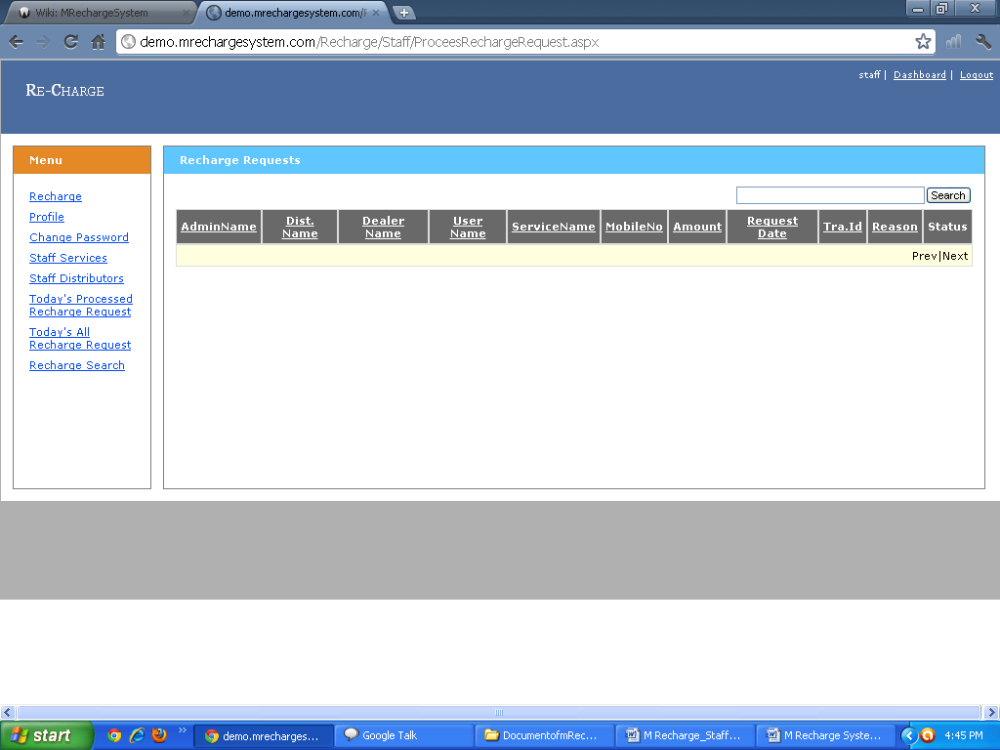 Wiki: MRechargeSystem
demo.mrechargesystem.com/F
demo.mrechargesystem.com/Recharge/Staff/ProceesRechargeRequest.aspx
staff | Dashboard | Logout
RE-CHARGE
Menu
Recharge
Profile
Change Password
Staff Services
Staff Distributors
Today's Processed
Recharge Request
Today's All
Recharge Request
Recharge Search
Recharge Requests
Search
AdminName
Dist.
Name
Dealer
Name
User
Name
ServiceName
MobileNo
Amount
Request
Date
Tra.Id
Reason
Status
Prev|Next
start
demo.mrecharges...
Google Talk
DocumentofmRec...
M Recharge_Staff...
M Recharge Syste...
4:45 PM